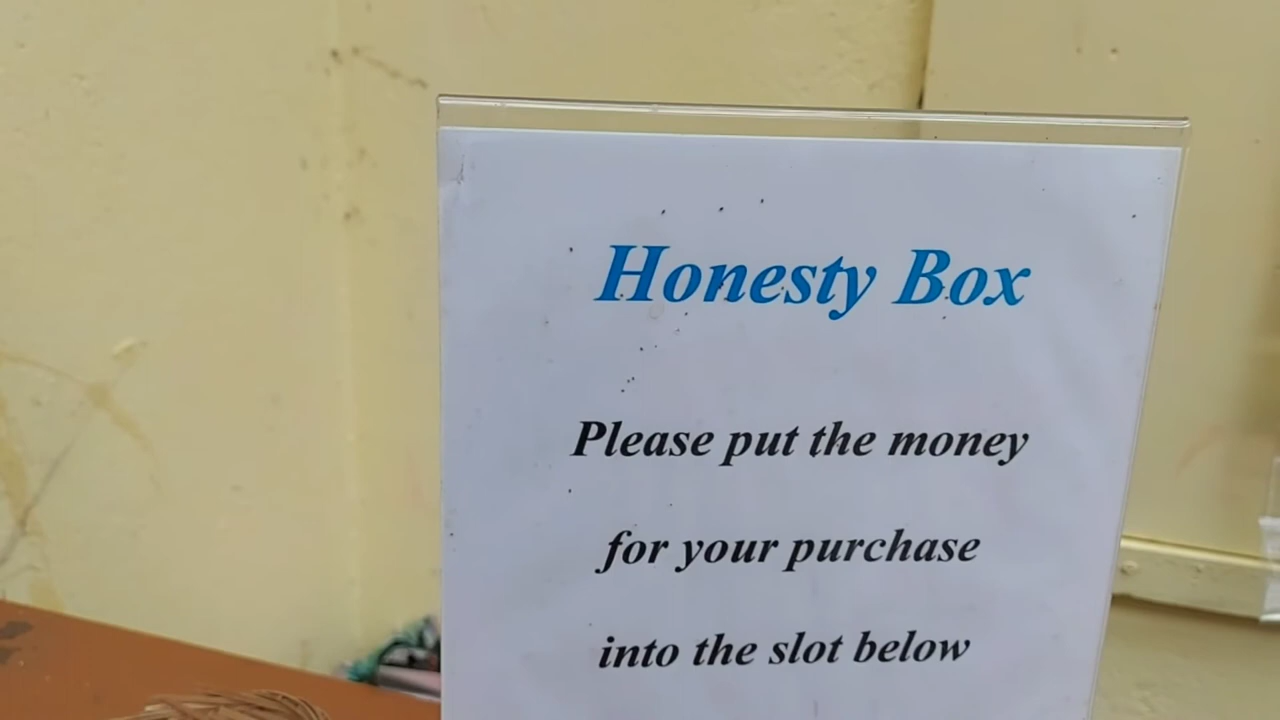 Honesty Box
Please put the money
for your purchase
into the slot below